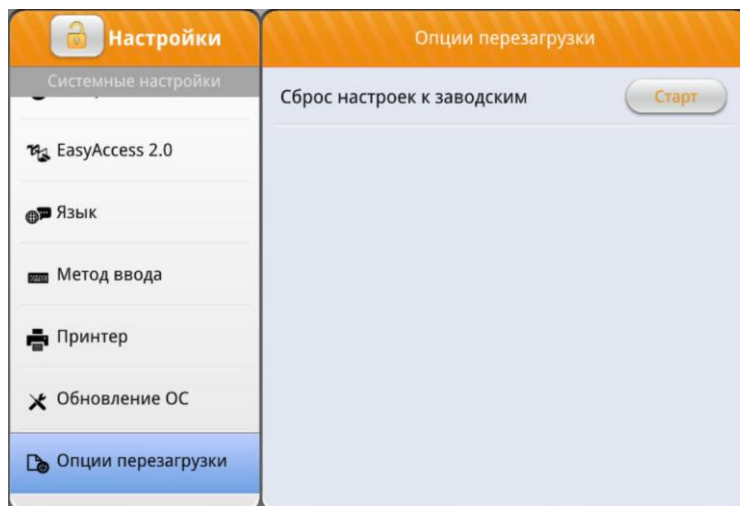 Настройки
Системные настройки
EasyAccess 2.0
Язык
Метод ввода
Принтер
Обновление ОС
Опции перезагрузки
Опции перезагрузки
Сброс настроек к заводским
Старт